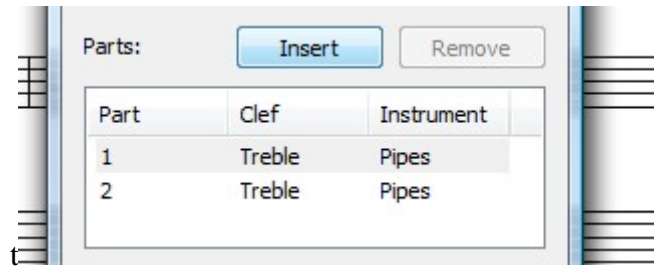 Parts: Insert Remove
Part Clef Instrument
1 Treble Pipes
2 Treble Pipes
t